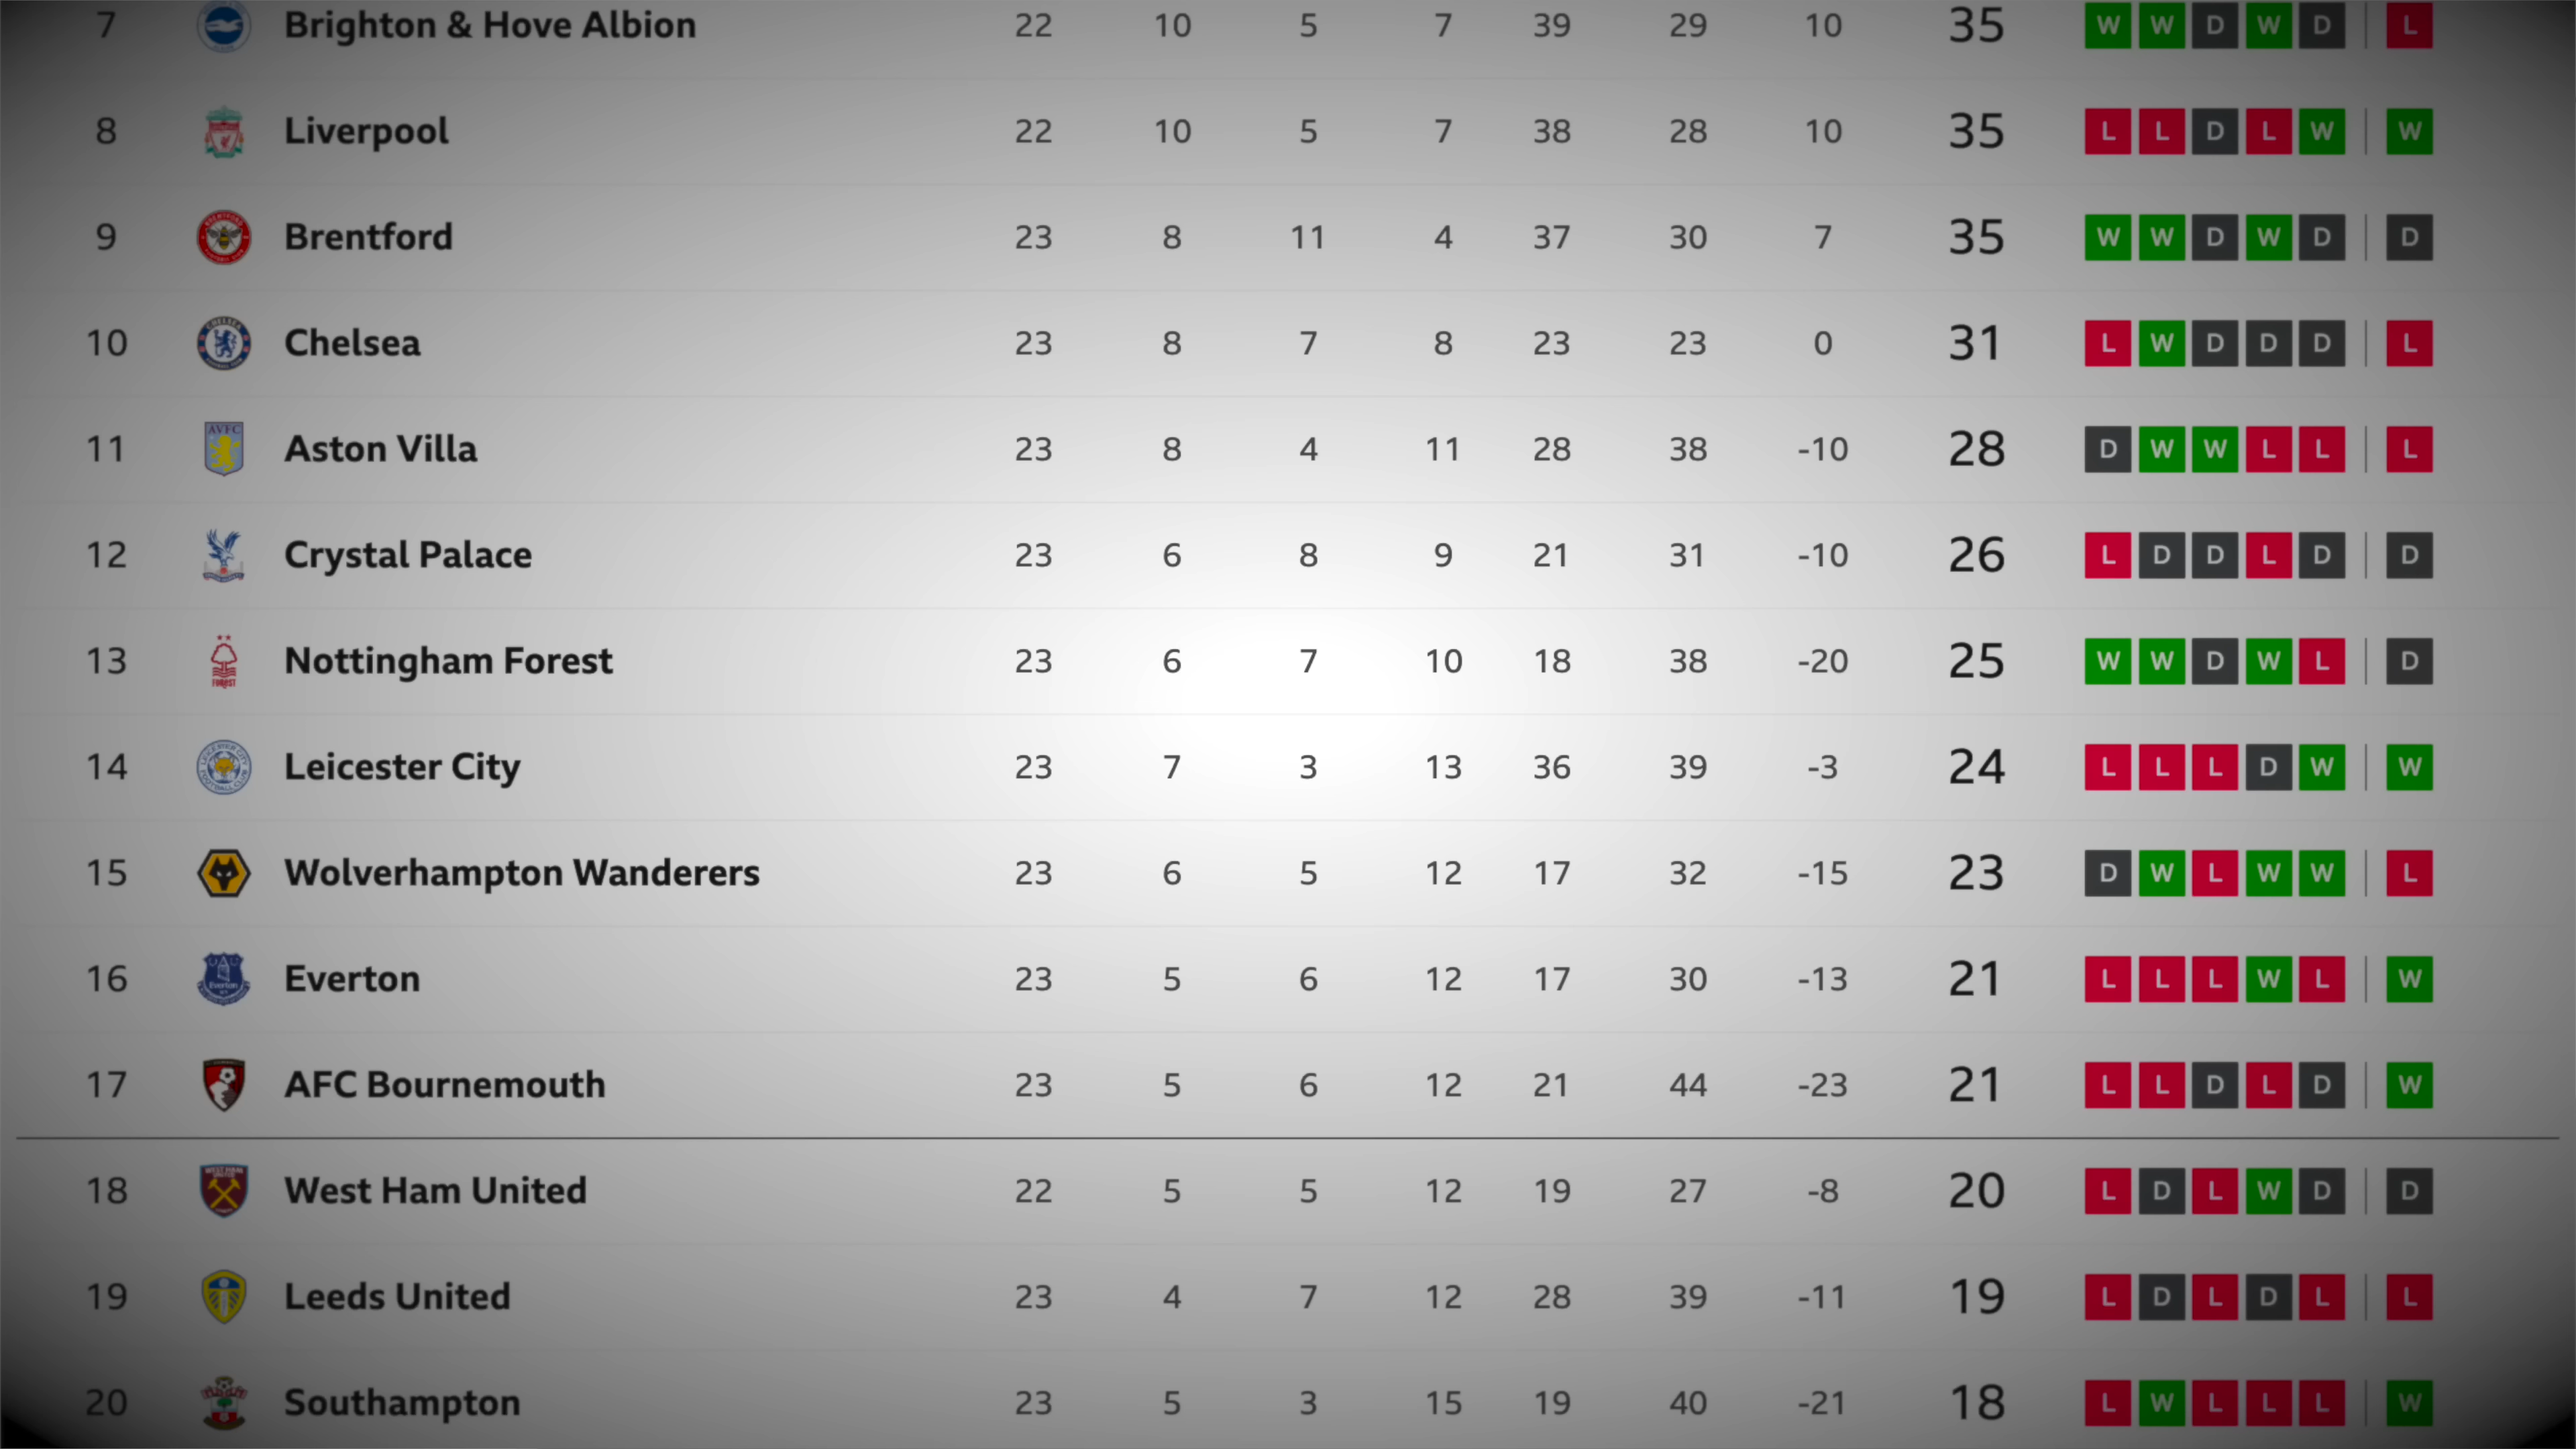 7 Brighton & Hove Albion 22 10 5 7 39 29 10 35 W W D W D L
8 Liverpool 22 10 5 7 38 28 10 35 L L D L W W
9 Brentford 23 8 11 4 37 30 7 35 W W D W D D
10 Chelsea 23 8 7 8 23 23 0 31 L W D D D L
11 AVFC Aston Villa 23 8 4 11 28 38 -10 28 D W W L L L
12 Crystal Palace 23 6 8 9 21 31 -10 26 L D D L D D
13 FOREST Nottingham Forest 23 6 7 10 18 38 -20 25 W W D W L D
14 Leicester City 23 7 3 13 36 39 -3 24 L L L D W W
15 Wolverhampton Wanderers 23 6 5 12 17 32 -15 23 D W L W W L
16 Everton Everton 23 5 6 12 17 30 -13 21 L L L W L W
17 AFC Bournemouth 23 5 6 12 21 44 -23 21 L L D L D W
18 West Ham United 22 5 5 12 19 27 -8 20 L D L W D D
19 Leeds United 23 4 7 12 28 39 -11 19 L D L D L L
20 Southampton 23 5 3 15 19 40 -21 18 L W L L L W